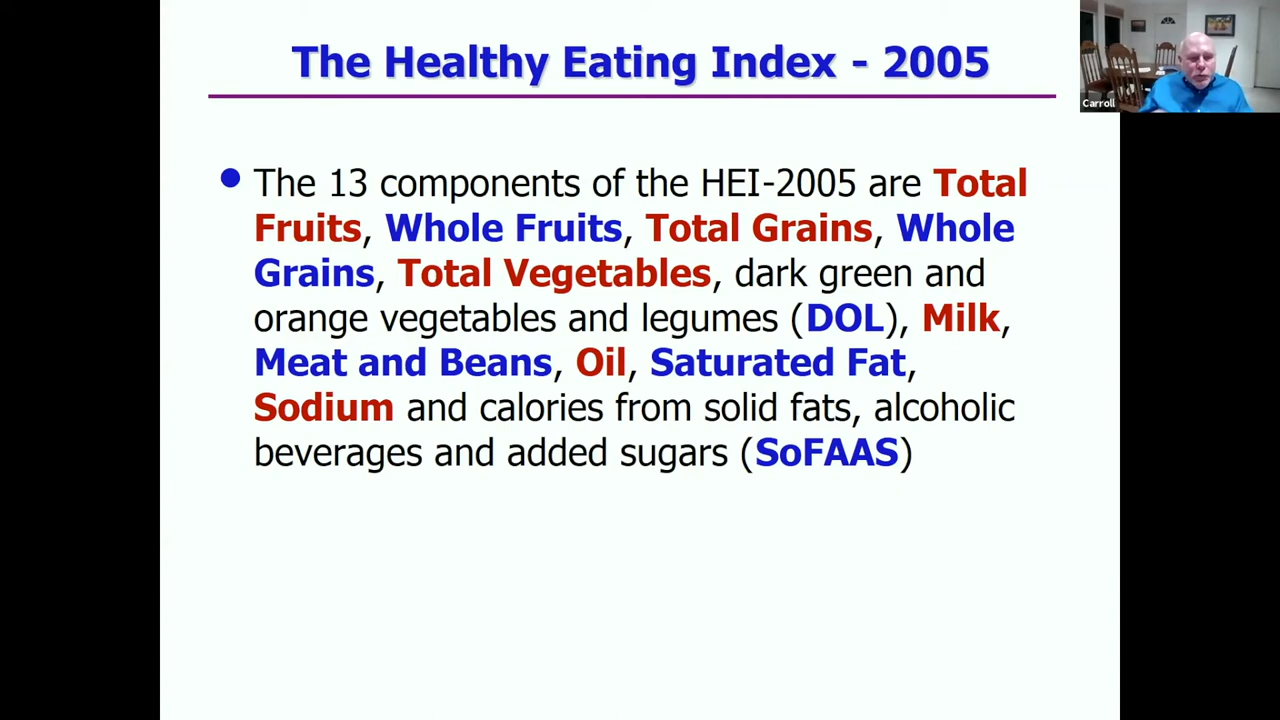 The Healthy Eating Index - 2005
Carroll
• The 13 components of the HEI-2005 are Total
Fruits, Whole Fruits, Total Grains, Whole
Grains, Total Vegetables, dark green and
orange vegetables and legumes (DOL), Milk,
Meat and Beans, Oil, Saturated Fat,
Sodium and calories from solid fats, alcoholic
beverages and added sugars (SoFAAS)